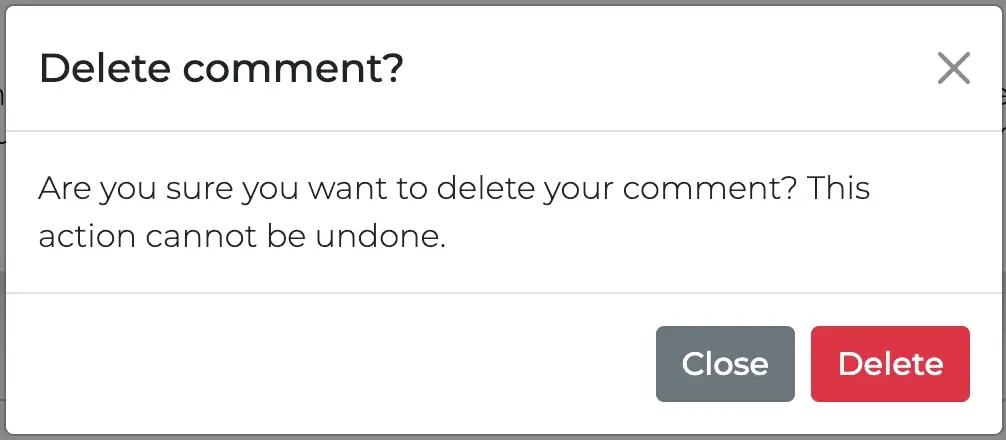 Delete comment?
Are you sure you want to delete your comment? This
action cannot be undone.
Close Delete